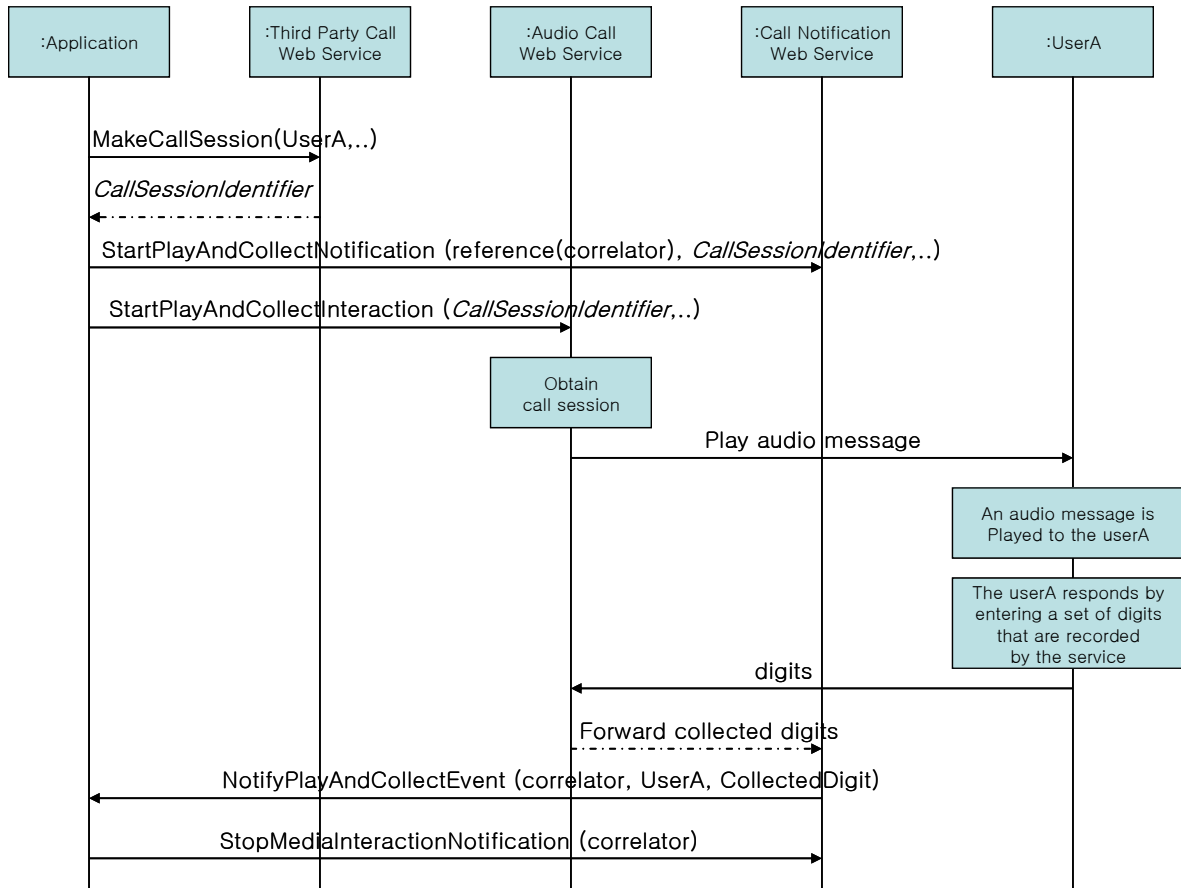 :Application
:Third Party Call
Web Service
:Audio Call
Web Service
:Call Notification
Web Service
:UserA
MakeCallSession(UserA,..)
CallSessionIdentifier
StartPlayAndCollectNotification (reference(correlator), CallSessionIdentifier,..)
StartPlayAndCollectInteraction (CallSessionIdentifier,..)
Obtain
call session
Play audio message
An audio message is
Played to the userA
The userA responds by
entering a set of digits
that are recorded
by the service
digits
Forward collected digits
NotifyPlayAndCollectEvent (correlator, UserA, CollectedDigit)
StopMediaInteractionNotification (correlator)